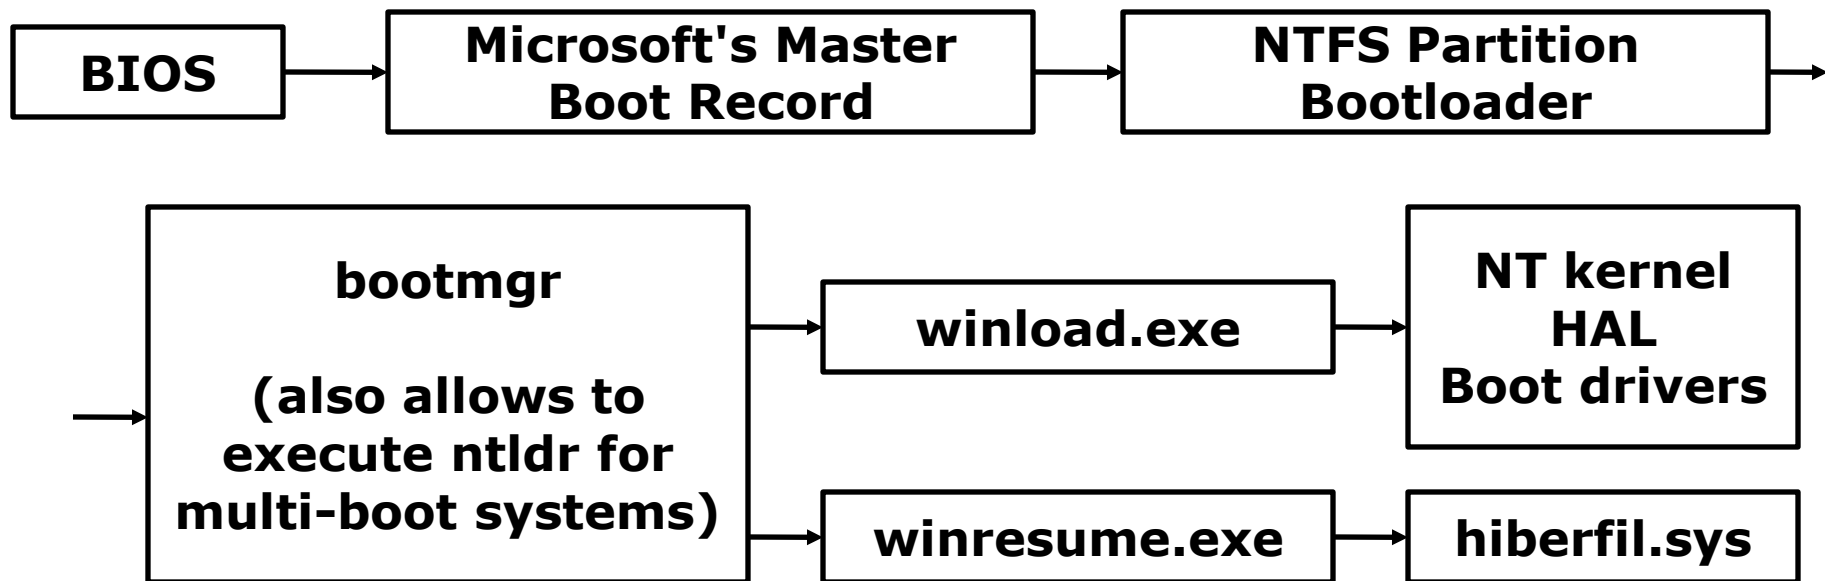 BIOS
Microsoft's Master
Boot Record
NTFS Partition
Bootloader
bootmgr
(also allows to
execute ntldr for
multi-boot systems)
winload.exe
NT kernel
HAL
Boot drivers
winresume.exe
hiberfil.sys